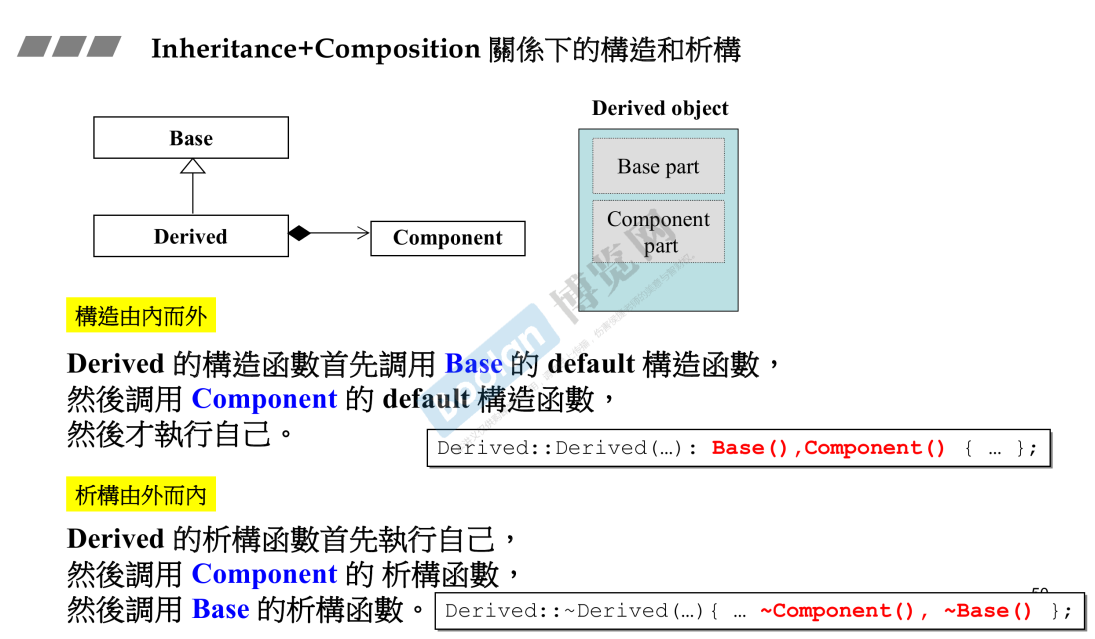 Inheritance+Composition 關係下的構造和析構
Derived object
Base
Base part
Component
part
Derived
Component
博览网
boolan
構造由內而外
Derived 的構造函數首先調用 Base 的 default 構造函數，
然後調用 Component 的 default 構造函數，
然後才執行自己。
Derived::Derived(…): Base(),Component() { … };
析構由外而內
Derived 的析構函數首先執行自己，
然後調用 Component 的 析構函數，
然後調用 Base 的析構函數。
Derived::~Derived(…){ … ~Component(), ~Base() };